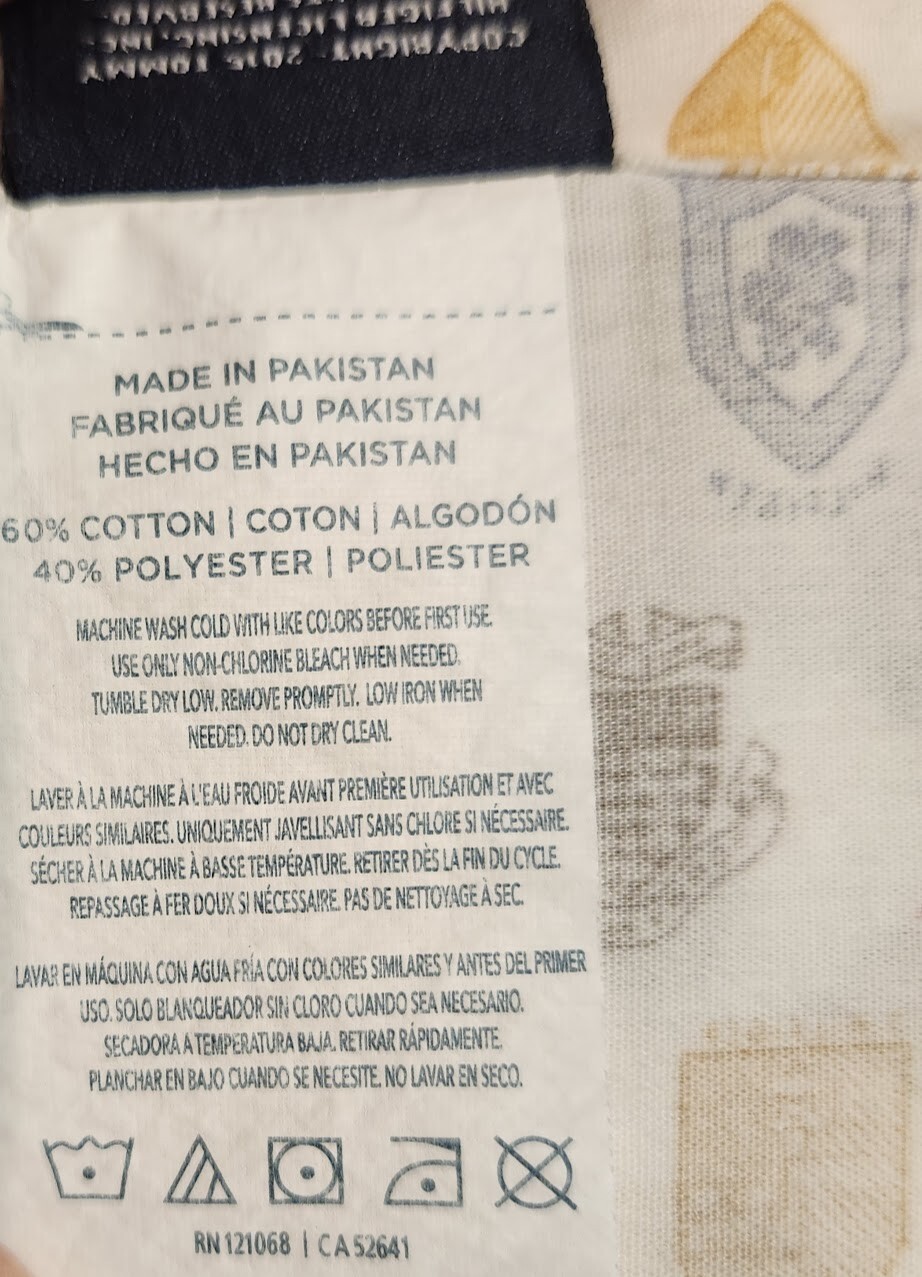 COPYRIGHT 2015 TOMMY
HILFIGER LICENSING, INC.
MADE IN PAKISTAN
FABRIQUÉ AU PAKISTAN
HECHO EN PAKISTAN
60% COTTON | COTON | ALGODÓN
40% POLYESTER | POLIESTER
MACHINE WASH COLD WITH LIKE COLORS BEFORE FIRST USE.
USE ONLY NON-CHLORINE BLEACH WHEN NEEDED.
TUMBLE DRY LOW. REMOVE PROMPTLY. LOW IRON WHEN
NEEDED. DO NOT DRY CLEAN.
LAVER À LA MACHINE À L'EAU FROIDE AVANT PREMIÈRE UTILISATION ET AVEC
COULEURS SIMILAIRES. UNIQUEMENT JAVELLISANT SANS CHLORE SI NÉCESSAIRE.
SÉCHER À LA MACHINE À BASSE TEMPÉRATURE. RETIRER DÈS LA FIN DU CYCLE.
REPASSAGE À FER DOUX SI NÉCESSAIRE. PAS DE NETTOYAGE À SEC.
LAVAR EN MÁQUINA CON AGUA FRÍA CON COLORES SIMILARES Y ANTES DEL PRIMER
USO. SOLO BLANQUEADOR SIN CLORO CUANDO SEA NECESARIO.
SECADORA A TEMPERATURA BAJA. RETIRAR RÁPIDAMENTE.
PLANCHAR EN BAJO CUANDO SE NECESITE. NO LAVAR EN SECO.
RN 121068 | CA 52641